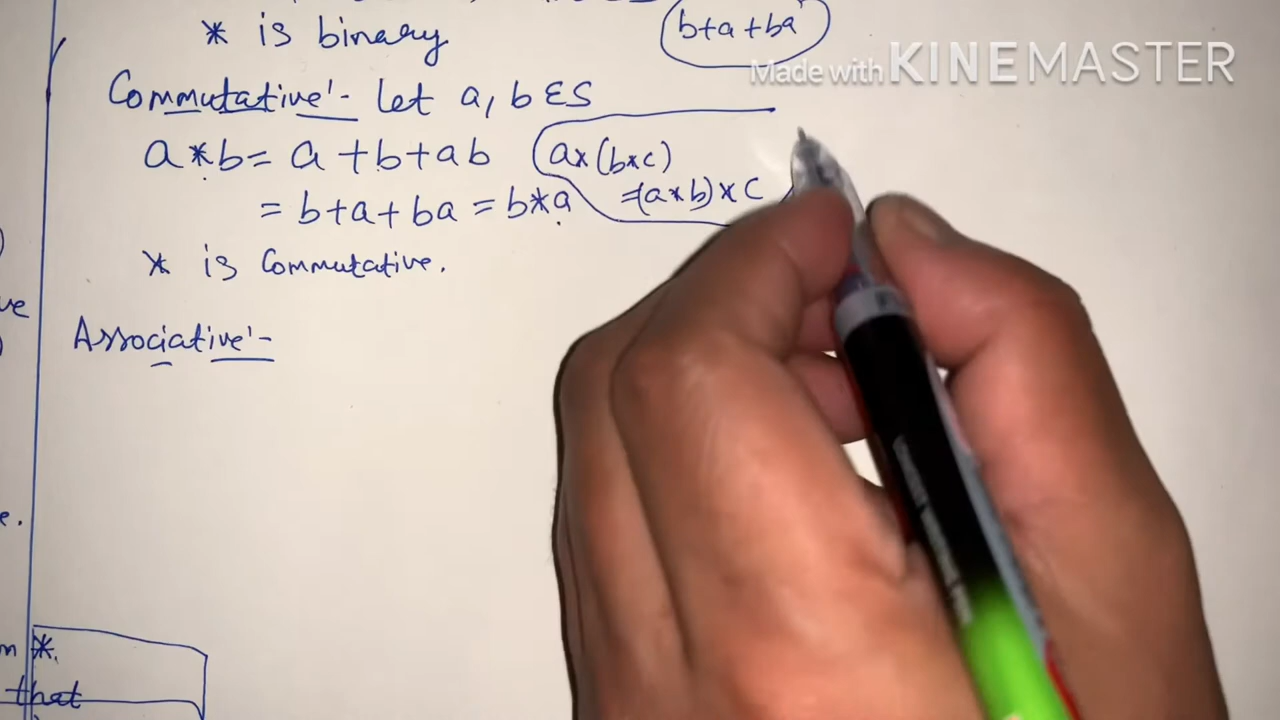 * is binary
b+a+ba
Made with KINEMASTER
Commutative:- Let a, b ∈ S
a * b = a + b + ab
a*(b*c)
=(a*b)*c
= b+a+ba = b*a
* is Commutative.
ve
Associative:-
e.
n *.
that